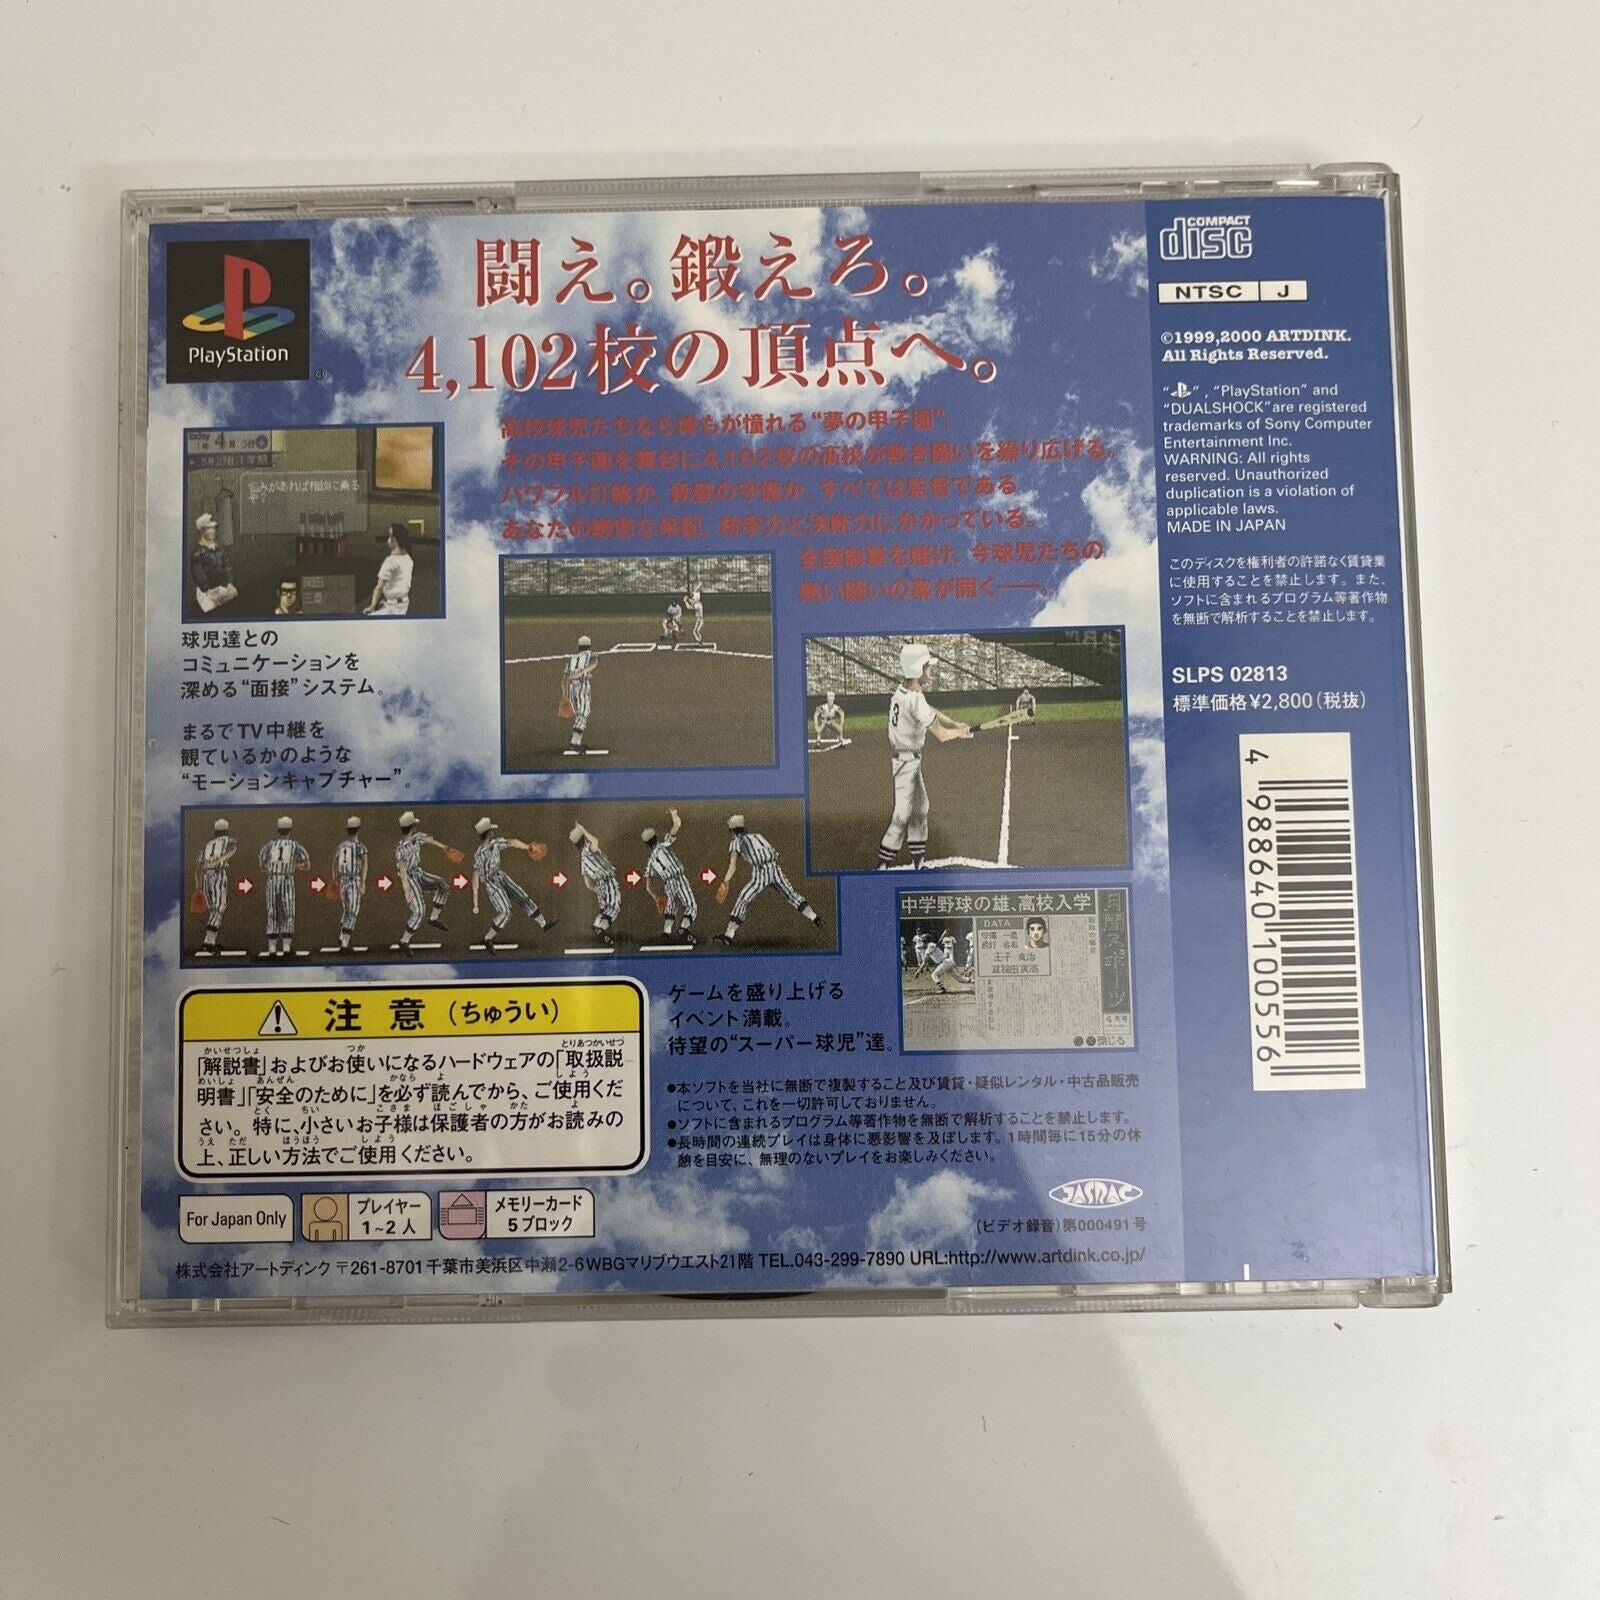 PlayStation
闘え。鍛えろ。
4,102校の頂点へ。
高校球児たちなら誰もが憧れる“夢の甲子園”。
その甲子園を舞台に4,102校の高校が熱き闘いを繰り広げる。
パワフル打線か、鉄壁の守備か、すべては監督である
あなたの緻密な采配、統率力と決断力にかかっている。
全国制覇を賭け、今球児たちの
熱い闘いの幕が開く――。
悩みがあれば相談に乗る
ぞ?
球児達との
コミュニケーションを
深める“面接”システム。
まるでTV中継を
観ているかのような
“モーションキャプチャー”。
中学野球の雄、高校入学
DATA
4月号
閉じる
ゲームを盛り上げる
イベント満載。
待望の“スーパー球児”達。
注意(ちゅうい)
「解説書」およびお使いになるハードウェアの「取扱説
明書」「安全のために」を必ず読んでから、ご使用くだ
さい。特に、小さいお子様は保護者の方がお読みの
上、正しい方法でご使用ください。
●本ソフトを当社に無断で複製すること及び賃貸・疑似レンタル・中古品販売
について、これを一切許可しておりません。
●ソフトに含まれるプログラム等著作物を無断で解析することを禁止します。
●長時間の連続プレイは身体に悪影響を及ぼします。1時間毎に15分の休
憩を目安に、無理のないプレイをお楽しみください。
For Japan Only
プレイヤー
1~2人
メモリーカード
5ブロック
JASRAC
(ビデオ録音)第000491号
株式会社アートディンク 〒261-8701 千葉市美浜区中瀬2-6 WBGマリブウエスト21階 TEL.043-299-7890 URL:http://www.artdink.co.jp/
COMPACT
disc
NTSC J
©1999,2000 ARTDINK.
All Rights Reserved.
“ ”, “PlayStation” and
“DUALSHOCK” are registered
trademarks of Sony Computer
Entertainment Inc.
WARNING: All rights
reserved. Unauthorized
duplication is a violation of
applicable laws.
MADE IN JAPAN
このディスクを権利者の許諾なく賃貸業
に使用することを禁止します。また、
ソフトに含まれるプログラム等著作物
を無断で解析することを禁止します。
SLPS 02813
標準価格¥2,800(税抜)
4 988640 100556